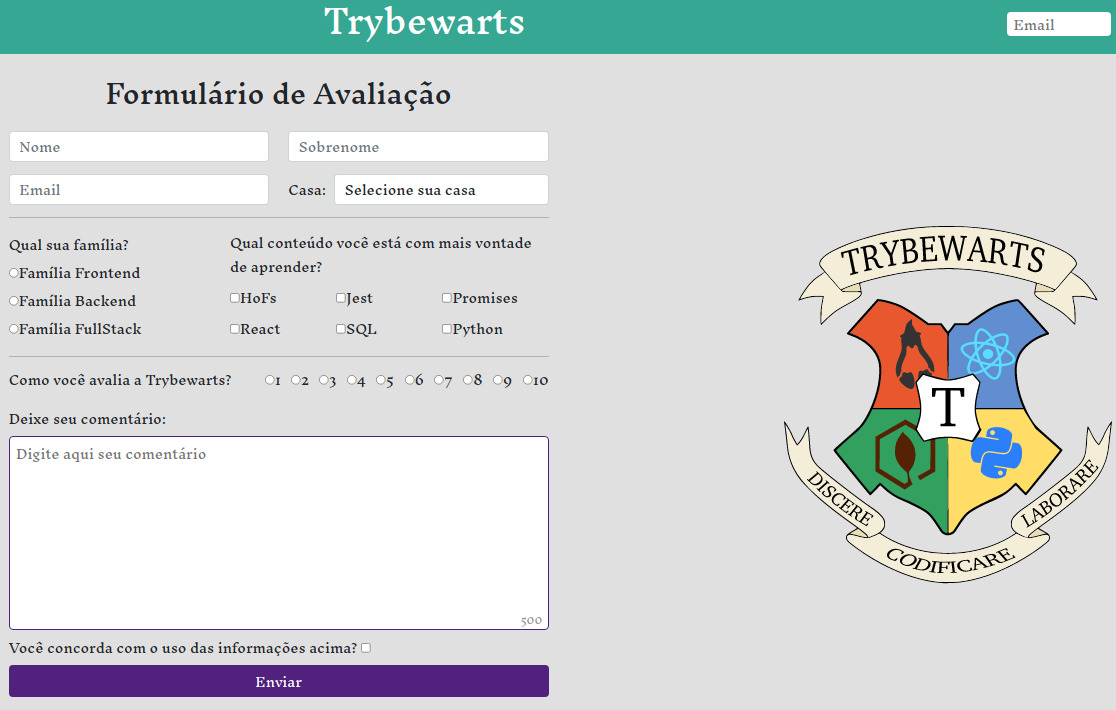 Trybewarts
Email
Formulário de Avaliação
Nome
Sobrenome
Email
Casa:
Selecione sua casa
Qual sua família?
Família Frontend
Família Backend
Família FullStack
Qual conteúdo você está com mais vontade
de aprender?
HoFs
Jest
Promises
React
SQL
Python
Como você avalia a Trybewarts?
1 2 3 4 5 6 7 8 9 10
Deixe seu comentário:
Digite aqui seu comentário
500
Você concorda com o uso das informações acima?
Enviar
TRYBEWARTS
T
DISCERE
CODIFICARE
LABORARE